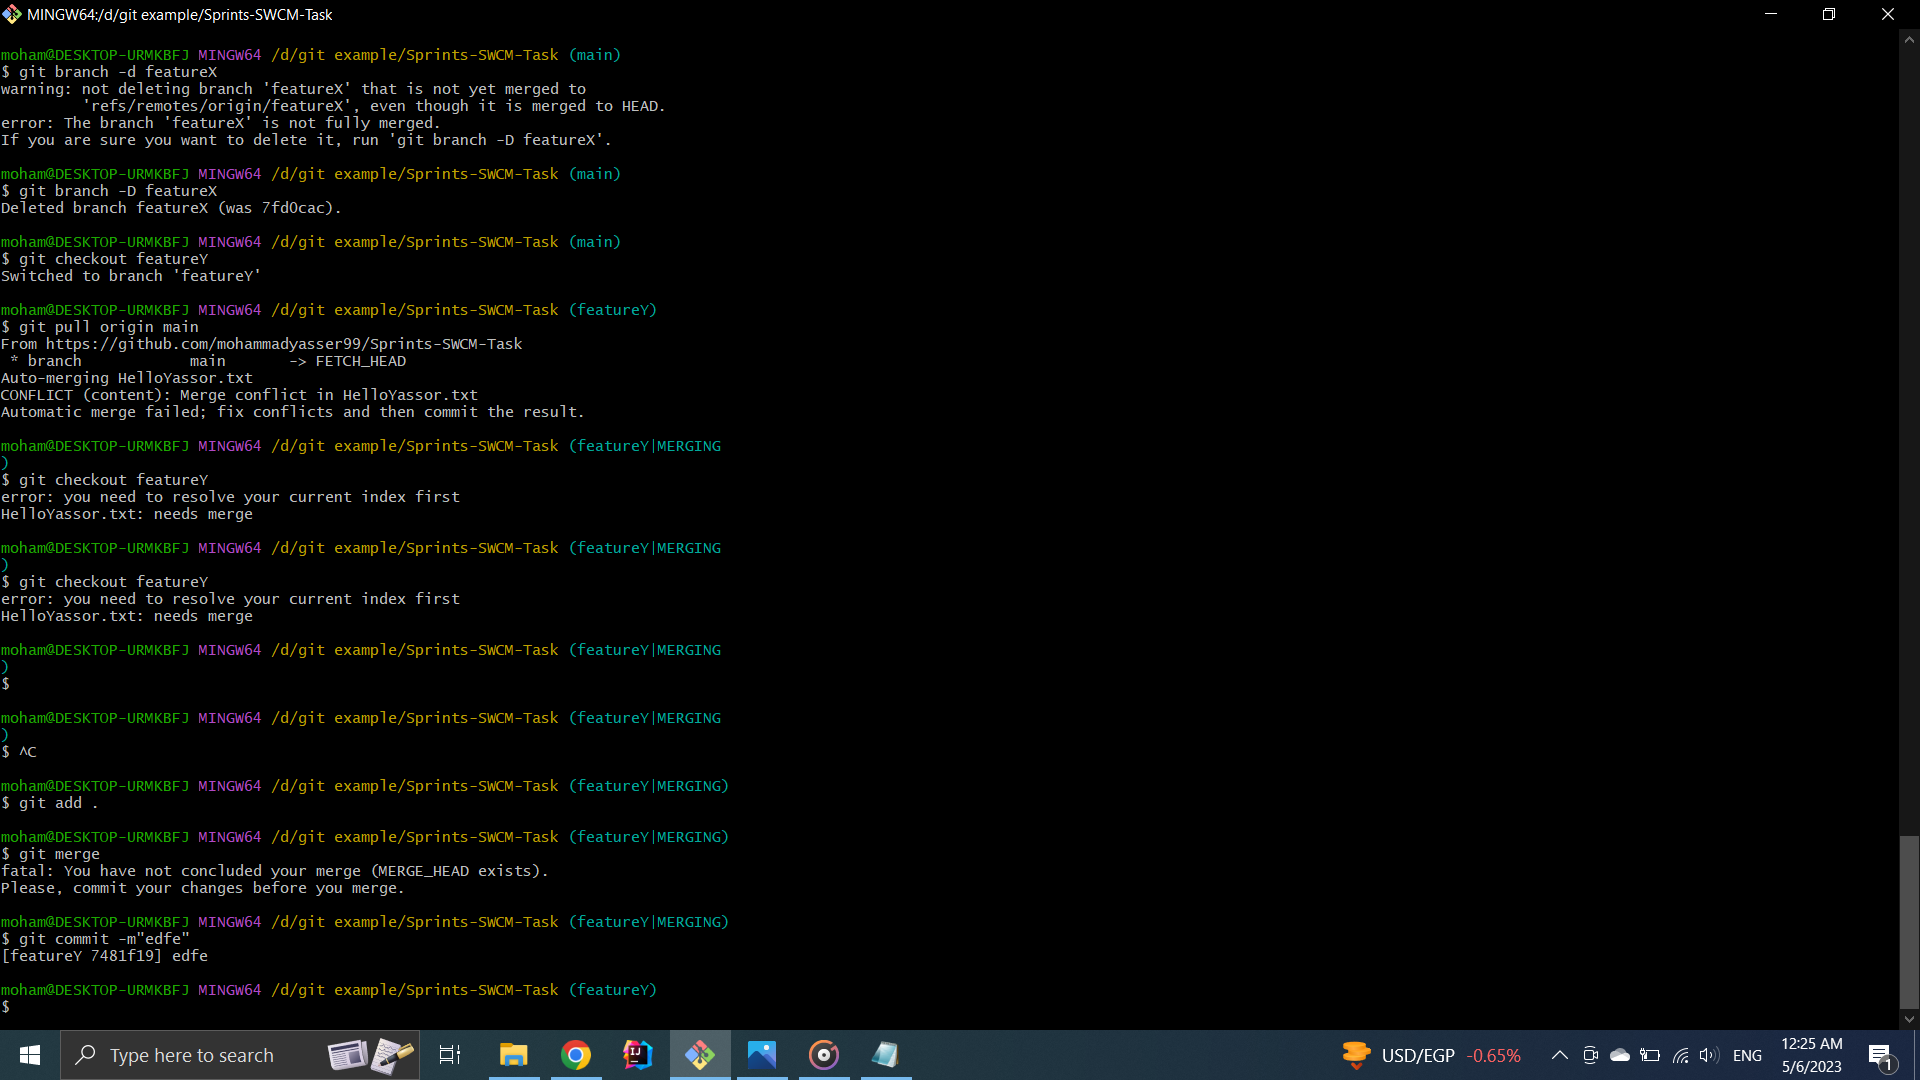 MINGW64:/d/git example/Sprints-SWCM-Task
moham@DESKTOP-URMKBFJ MINGW64 /d/git example/Sprints-SWCM-Task (main)
$ git branch -d featureX
warning: not deleting branch 'featureX' that is not yet merged to
         'refs/remotes/origin/featureX', even though it is merged to HEAD.
error: The branch 'featureX' is not fully merged.
If you are sure you want to delete it, run 'git branch -D featureX'.
moham@DESKTOP-URMKBFJ MINGW64 /d/git example/Sprints-SWCM-Task (main)
$ git branch -D featureX
Deleted branch featureX (was 7fd0cac).
moham@DESKTOP-URMKBFJ MINGW64 /d/git example/Sprints-SWCM-Task (main)
$ git checkout featureY
Switched to branch 'featureY'
moham@DESKTOP-URMKBFJ MINGW64 /d/git example/Sprints-SWCM-Task (featureY)
$ git pull origin main
From https://github.com/mohammadyasser99/Sprints-SWCM-Task
 * branch            main       -> FETCH_HEAD
Auto-merging HelloYassor.txt
CONFLICT (content): Merge conflict in HelloYassor.txt
Automatic merge failed; fix conflicts and then commit the result.
moham@DESKTOP-URMKBFJ MINGW64 /d/git example/Sprints-SWCM-Task (featureY|MERGING
)
$ git checkout featureY
error: you need to resolve your current index first
HelloYassor.txt: needs merge
moham@DESKTOP-URMKBFJ MINGW64 /d/git example/Sprints-SWCM-Task (featureY|MERGING
)
$ git checkout featureY
error: you need to resolve your current index first
HelloYassor.txt: needs merge
moham@DESKTOP-URMKBFJ MINGW64 /d/git example/Sprints-SWCM-Task (featureY|MERGING
)
$
moham@DESKTOP-URMKBFJ MINGW64 /d/git example/Sprints-SWCM-Task (featureY|MERGING
)
$ ^C
moham@DESKTOP-URMKBFJ MINGW64 /d/git example/Sprints-SWCM-Task (featureY|MERGING)
$ git add .
moham@DESKTOP-URMKBFJ MINGW64 /d/git example/Sprints-SWCM-Task (featureY|MERGING)
$ git merge
fatal: You have not concluded your merge (MERGE_HEAD exists).
Please, commit your changes before you merge.
moham@DESKTOP-URMKBFJ MINGW64 /d/git example/Sprints-SWCM-Task (featureY|MERGING)
$ git commit -m"edfe"
[featureY 7481f19] edfe
moham@DESKTOP-URMKBFJ MINGW64 /d/git example/Sprints-SWCM-Task (featureY)
$
Type here to search
IJ
USD/EGP -0.65%
ENG
12:25 AM
5/6/2023
1